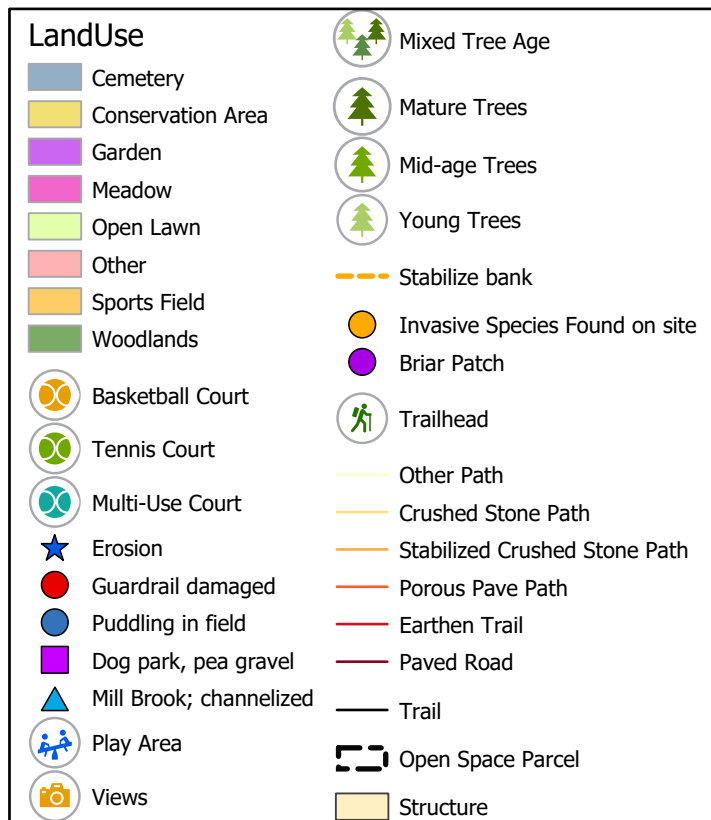 LandUse
Cemetery
Conservation Area
Garden
Meadow
Open Lawn
Other
Sports Field
Woodlands
Basketball Court
Tennis Court
Multi-Use Court
Erosion
Guardrail damaged
Puddling in field
Dog park, pea gravel
Mill Brook; channelized
Play Area
Views
Mixed Tree Age
Mature Trees
Mid-age Trees
Young Trees
Stabilize bank
Invasive Species Found on site
Briar Patch
Trailhead
Other Path
Crushed Stone Path
Stabilized Crushed Stone Path
Porous Pave Path
Earthen Trail
Paved Road
Trail
Open Space Parcel
Structure